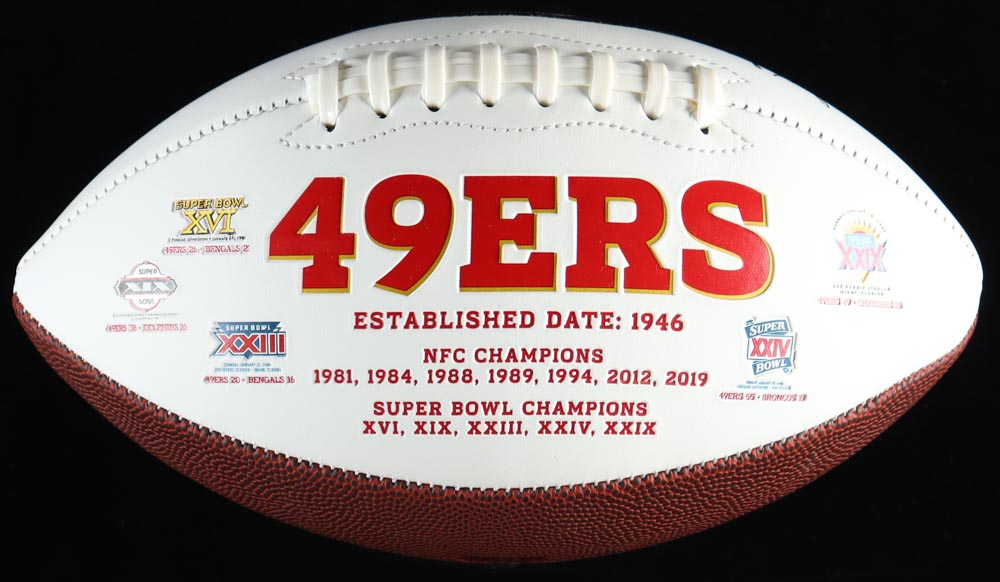 49ERS
ESTABLISHED DATE: 1946
NFC CHAMPIONS
1981, 1984, 1988, 1989, 1994, 2012, 2019
SUPER BOWL CHAMPIONS
XVI, XIX, XXIII, XXIV, XXIX
SUPER BOWL
XVI
49ERS 26 - BENGALS 21
SUPER
XIX
BOWL
49ERS 38 - DOLPHINS 16
SUPER BOWL
XXIII
49ERS 20 - BENGALS 16
XXIX
49ERS 49 - CHARGERS 26
SUPER
XXIV
BOWL
49ERS 55 - BRONCOS 10